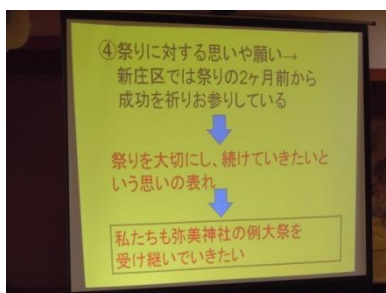 ④祭りに対する思いや願い→
新庄区では祭りの2ヶ月前から
成功を祈りお参りしている
祭りを大切にし、続けていきたいと
いう思いの表れ
私たちも弥美神社の例大祭を
受け継いでいきたい